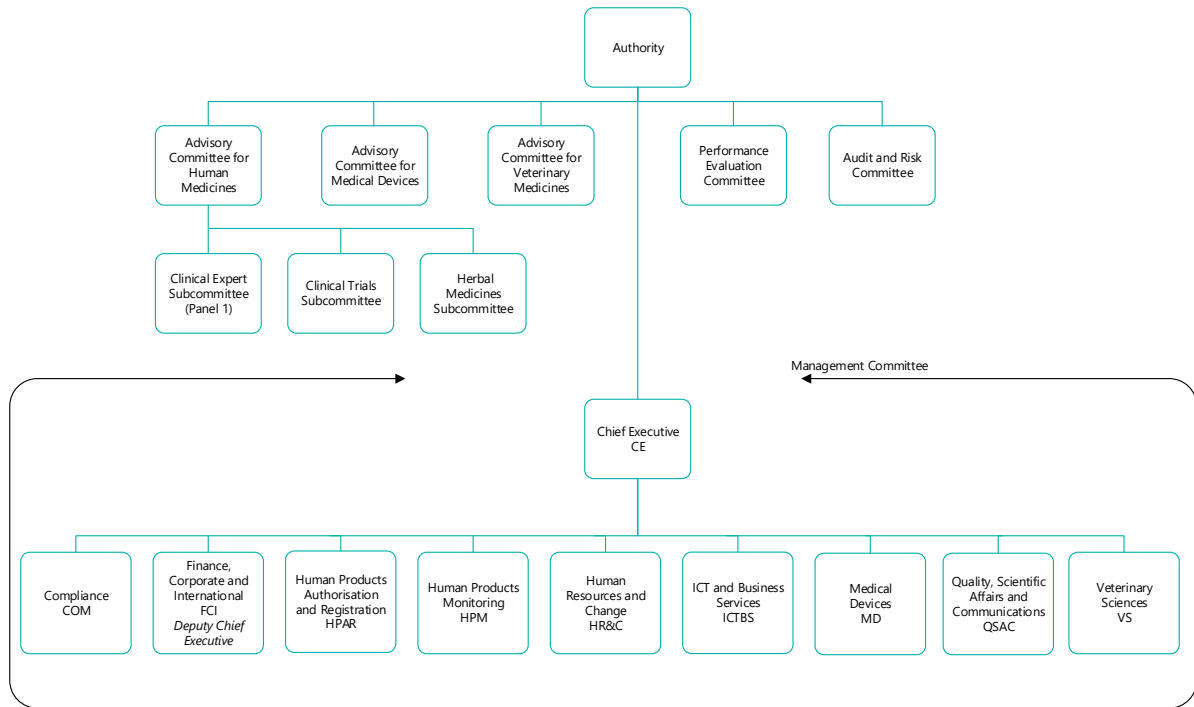 Authority
Advisory
Committee for
Human
Medicines
Advisory
Committee for
Medical Devices
Advisory
Committee for
Veterinary
Medicines
Performance
Evaluation
Committee
Audit and Risk
Committee
Clinical Expert
Subcommittee
(Panel 1)
Clinical Trials
Subcommittee
Herbal
Medicines
Subcommittee
Management Committee
Chief Executive
CE
Compliance
COM
Finance,
Corporate and
International
FCI
Deputy Chief
Executive
Human Products
Authorisation
and Registration
HPAR
Human Products
Monitoring
HPM
Human
Resources and
Change
HR&C
ICT and Business
Services
ICTBS
Medical
Devices
MD
Quality, Scientific
Affairs and
Communications
QSAC
Veterinary
Sciences
VS